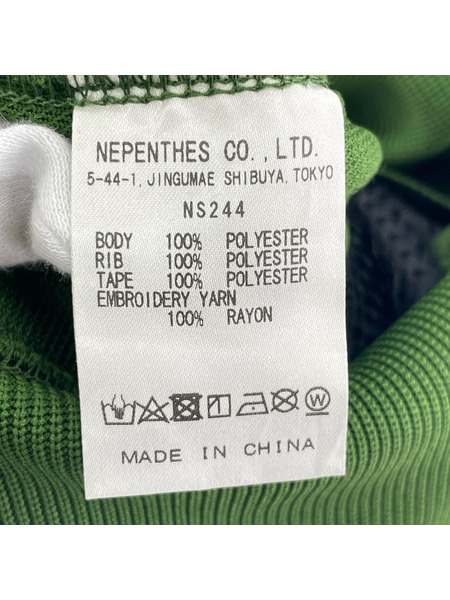 NEPENTHES CO., LTD.
5-44-1, JINGUMAE SHIBUYA, TOKYO
NS244
BODY 100% POLYESTER
RIB 100% POLYESTER
TAPE 100% POLYESTER
EMBROIDERY YARN
100% RAYON
W
MADE IN CHINA